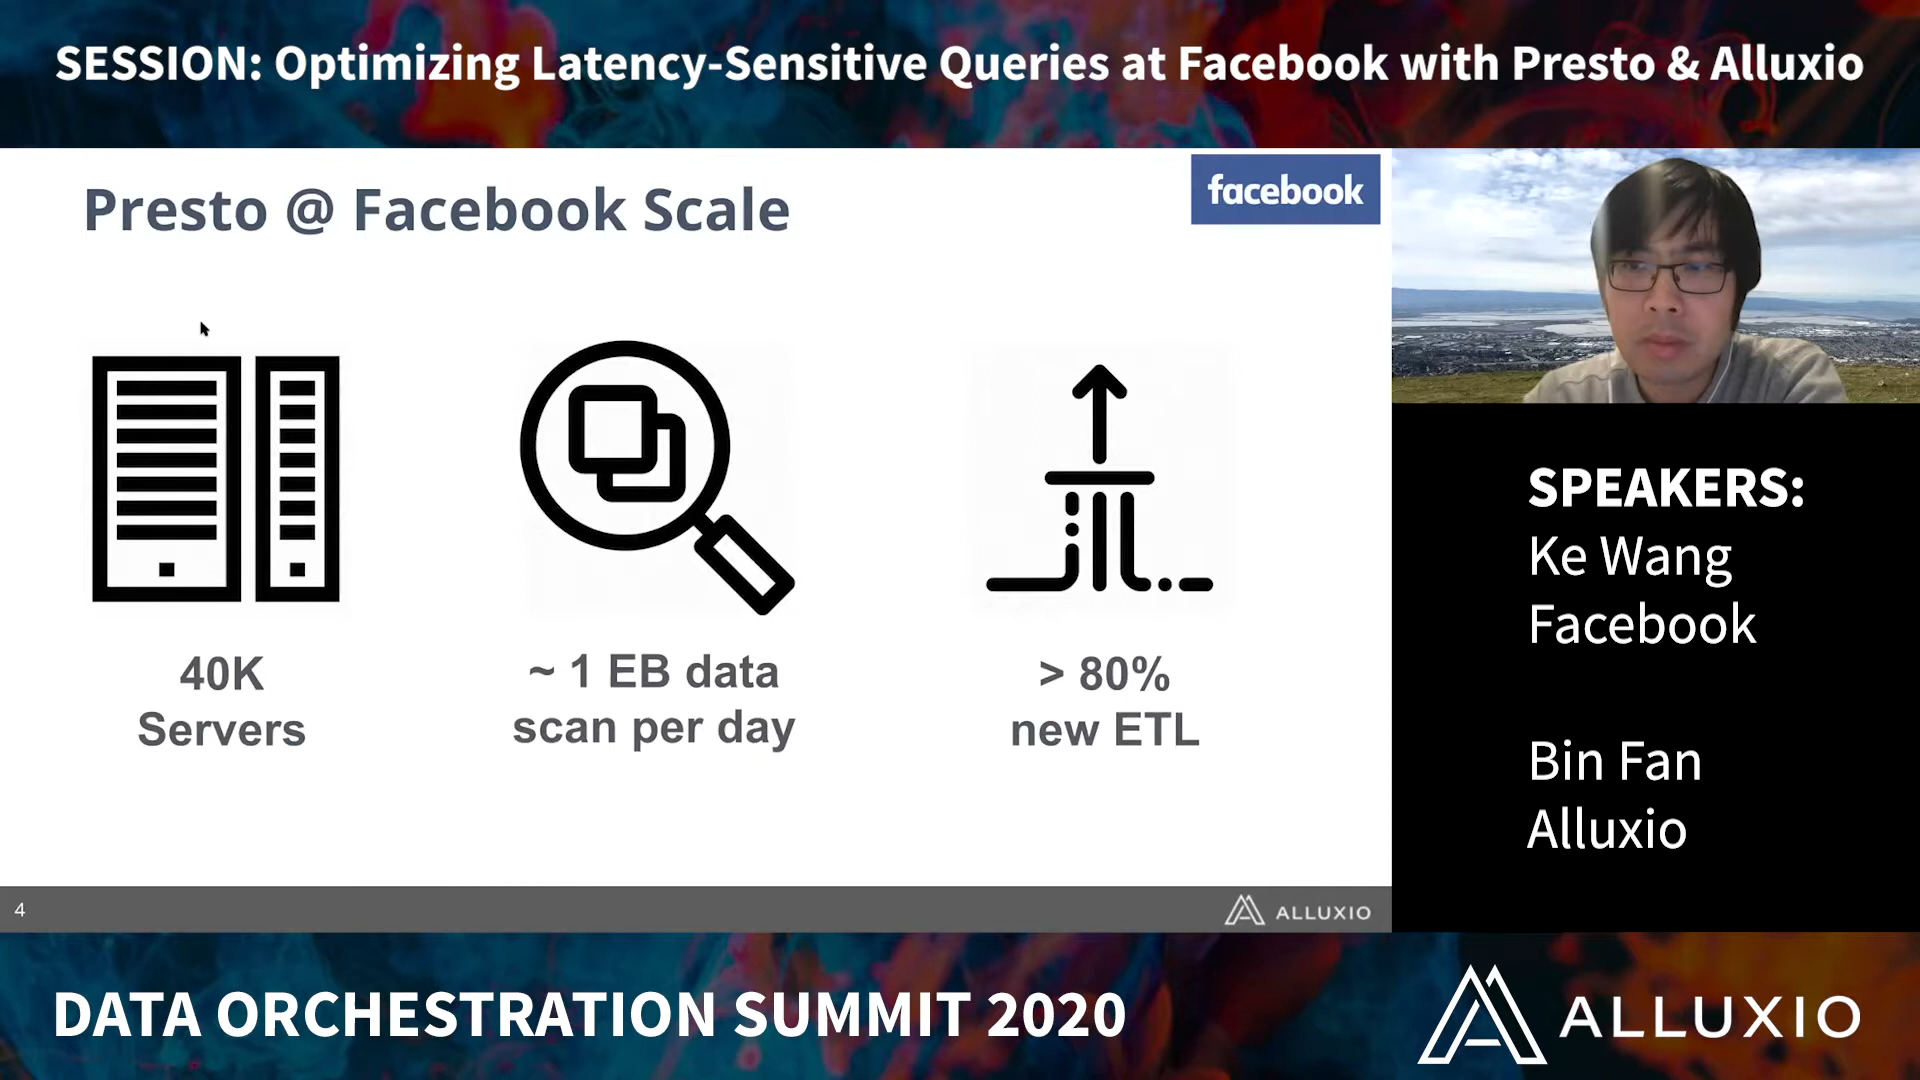 SESSION: Optimizing Latency-Sensitive Queries at Facebook with Presto & Alluxio
Presto @ Facebook Scale
facebook
40K
Servers
~ 1 EB data
scan per day
> 80%
new ETL
4
ALLUXIO
SPEAKERS:
Ke Wang
Facebook
Bin Fan
Alluxio
DATA ORCHESTRATION SUMMIT 2020
ALLUXIO